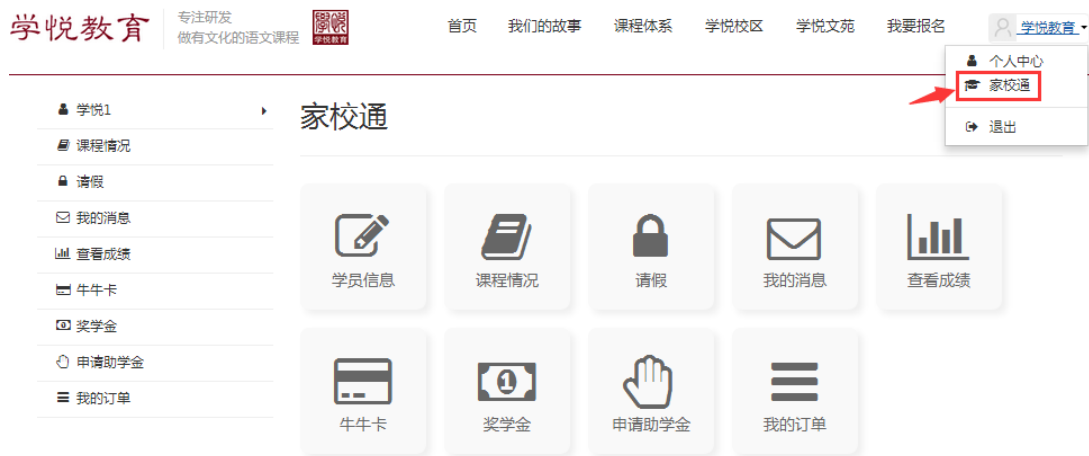 学悦教育
专注研发
做有文化的语文课程
学悦教育
首页 我们的故事 课程体系 学悦校区 学悦文苑 我要报名 学悦教育
个人中心
家校通
退出
学悦1
课程情况
请假
我的消息
查看成绩
牛牛卡
奖学金
申请助学金
我的订单
家校通
学员信息 课程情况 请假 我的消息 查看成绩
牛牛卡 奖学金 申请助学金 我的订单